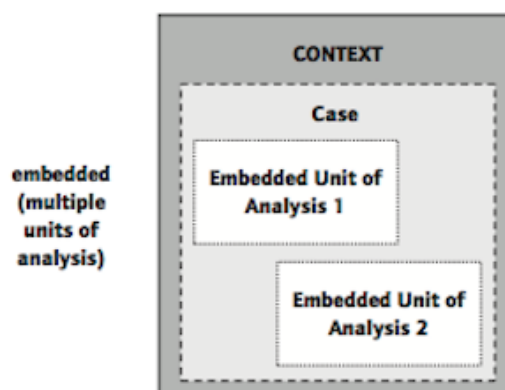 CONTEXT
Case
embedded
(multiple
units of
analysis)
Embedded Unit of
Analysis 1
Embedded Unit of
Analysis 2